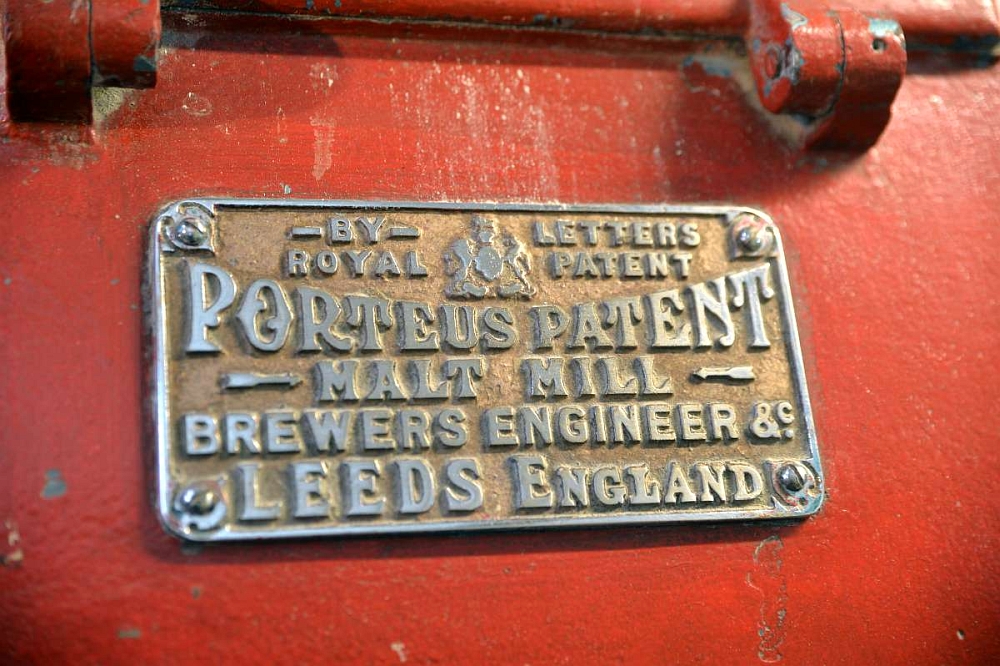 BY LETTERS
ROYAL PATENT
PORTEUS PATENT
MALT MILL
BREWERS ENGINEER &c.
LEEDS ENGLAND